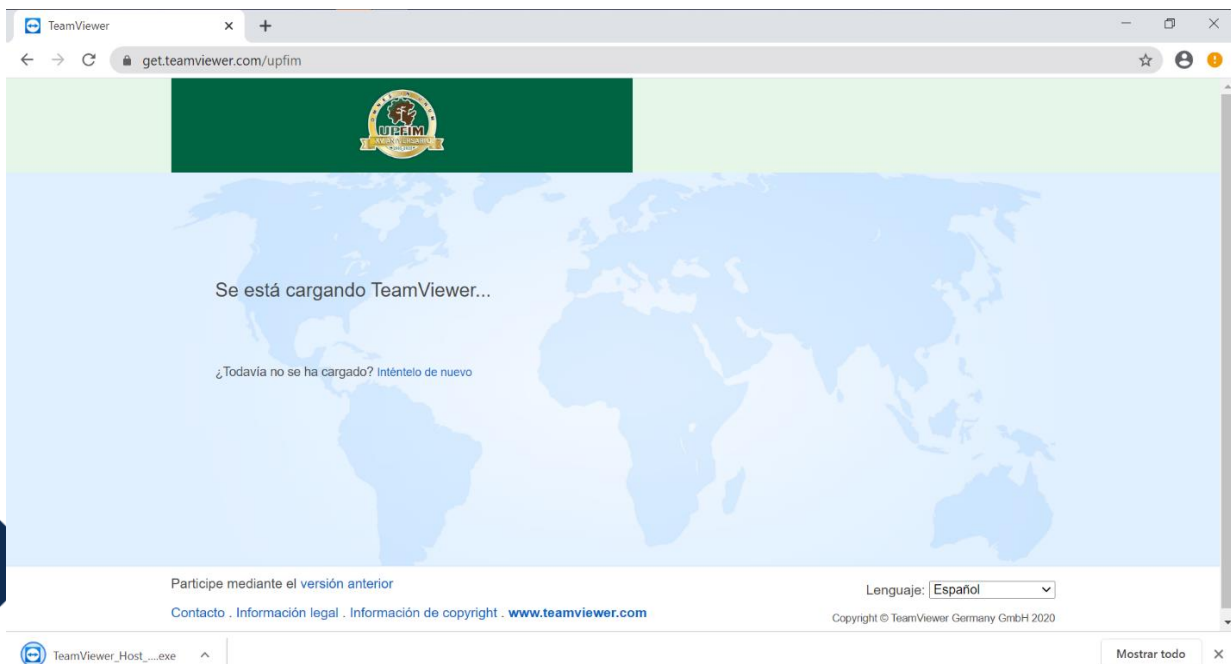 TeamViewer
get.teamviewer.com/upfim
UPFIM
Se está cargando TeamViewer...
¿Todavía no se ha cargado? Inténtelo de nuevo
Participe mediante el versión anterior
Lenguaje: Español
Contacto . Información legal . Información de copyright . www.teamviewer.com
Copyright © TeamViewer Germany GmbH 2020
TeamViewer_Host_....exe
Mostrar todo